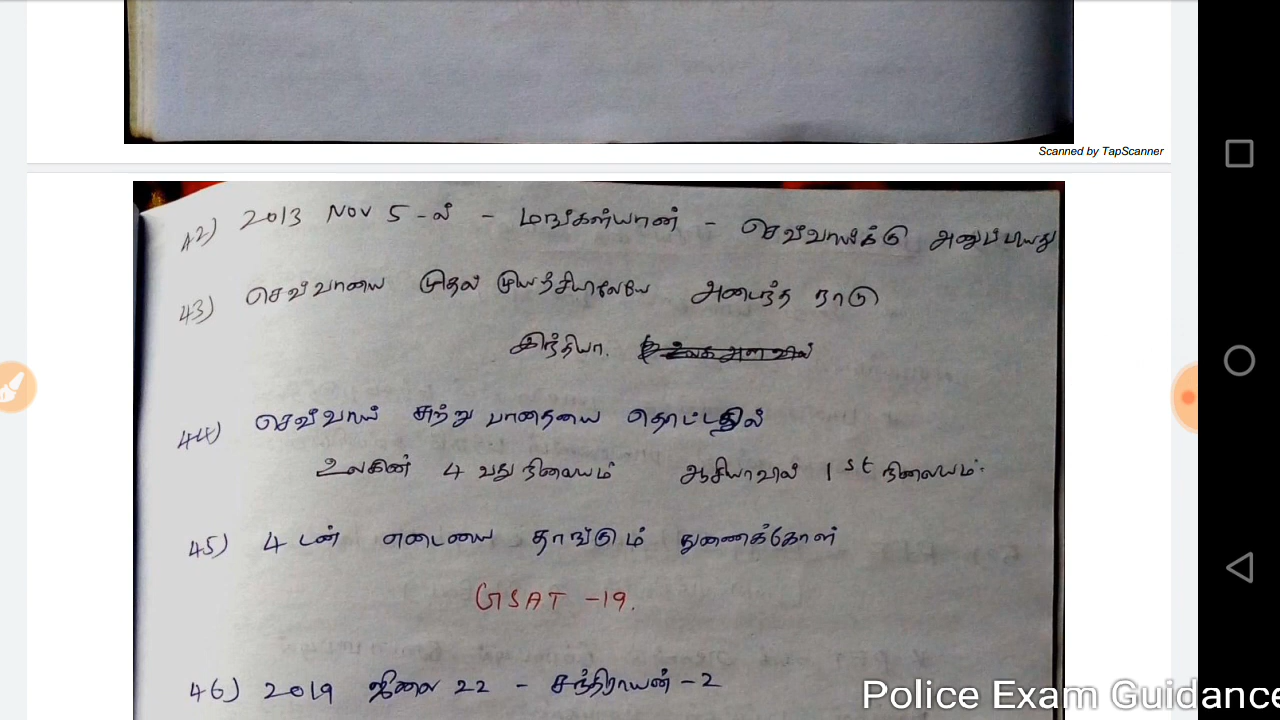 Scanned by TapScanner
42) 2013 NOV 5 -ல் - மங்கள்யான் - செவ்வாய்க்கு அனுப்பியது
43) செவ்வாயை முதல் முயற்சியிலேயே அடைந்த நாடு
இந்தியா.
44) செவ்வாய் சுற்று பாதையை தொட்டதில்
உலகின் 4 வது நிலையம் ஆசியாவில் 1st நிலையம்.
45) 4 டன் எடையை தாங்கும் துணைக்கோள்
GSAT -19.
46) 2019 ஜீலை 22 - சந்திராயன் -2
Police Exam Guidance